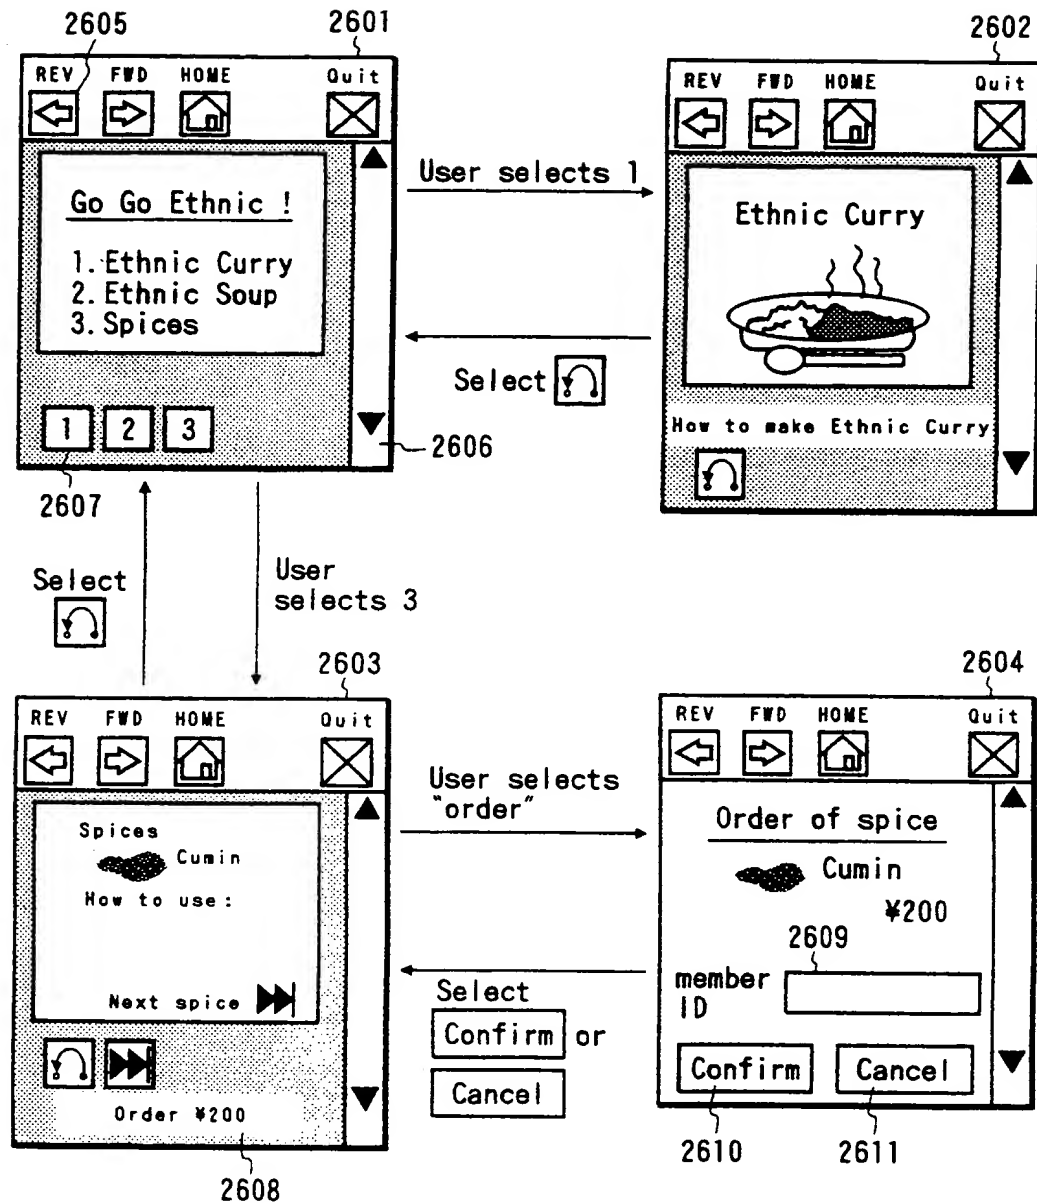 2605
2601
REV FWD HOME Quit
Go Go Ethnic !
1. Ethnic Curry
2. Ethnic Soup
3. Spices
1 2 3
2606
2607
User selects 1
Select
2602
REV FWD HOME Quit
Ethnic Curry
How to make Ethnic Curry
Select
User
selects 3
2603
REV FWD HOME Quit
Spices
Cumin
How to use :
Next spice
Order ¥200
2608
User selects
"order"
Select
Confirm or
Cancel
2604
REV FWD HOME Quit
Order of spice
Cumin
¥200
2609
member
ID
Confirm Cancel
2610 2611